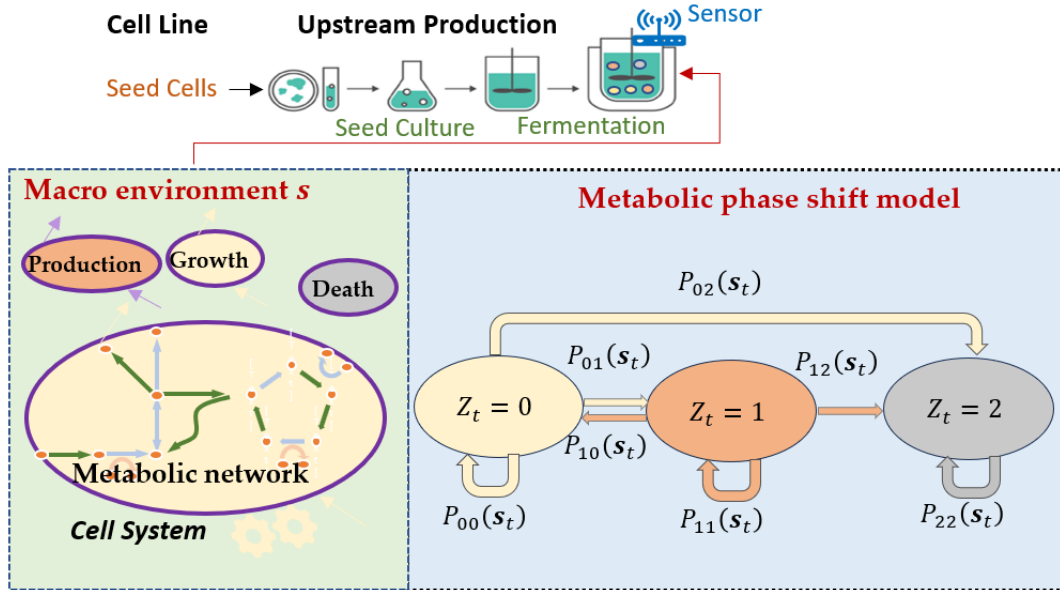 Cell Line
Upstream Production
Sensor
Seed Cells
Seed Culture
Fermentation
Macro environment s
Production
Growth
Death
Metabolic network
Cell System
Metabolic phase shift model
P₀₂(sₜ)
P₀₁(sₜ)
P₁₂(sₜ)
Zₜ = 0
Zₜ = 1
Zₜ = 2
P₁₀(sₜ)
P₀₀(sₜ)
P₁₁(sₜ)
P₂₂(sₜ)